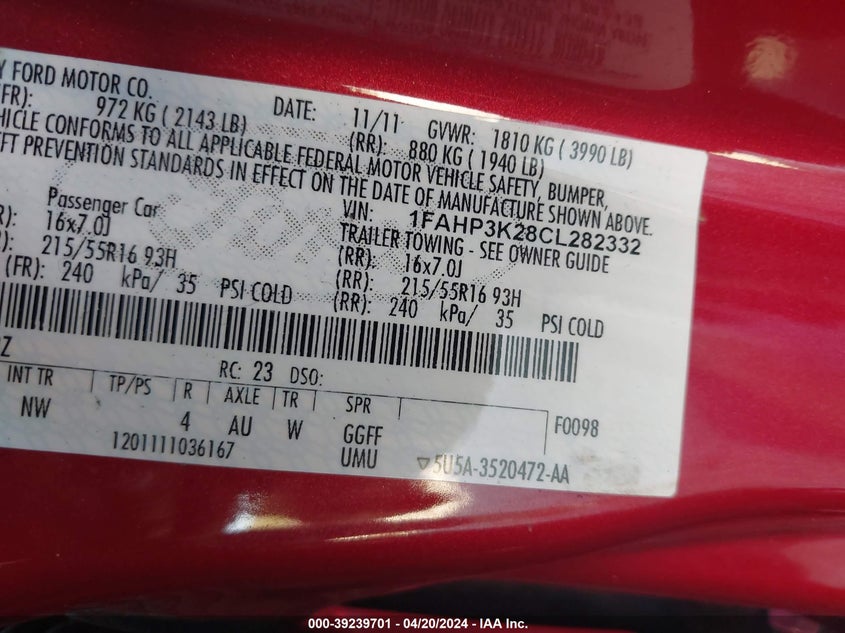 Y FORD MOTOR CO.
DATE: 11/11 GVWR: 1810 KG ( 3990 LB)
FR): 972 KG ( 2143 LB) (RR): 880 KG ( 1940 LB)
HICLE CONFORMS TO ALL APPLICABLE FEDERAL MOTOR VEHICLE SAFETY, BUMPER,
FT PREVENTION STANDARDS IN EFFECT ON THE DATE OF MANUFACTURE SHOWN ABOVE.
VIN: 1FAHP3K28CL282332
Passenger Car TRAILER TOWING - SEE OWNER GUIDE
16x7.0J (RR): 16x7.0J
215/55R16 93H (RR): 215/55R16 93H
(FR): 240 kPa/ 35 PSI COLD (RR): 240 kPa/ 35 PSI COLD
Z
RC: 23 DSO:
INT TR TP/PS R AXLE TR SPR
F0098
NW 4 AU W GGFF
1201111036167 UMU ▽5U5A-3520472-AA
000-39239701 - 04/20/2024 - IAA Inc.